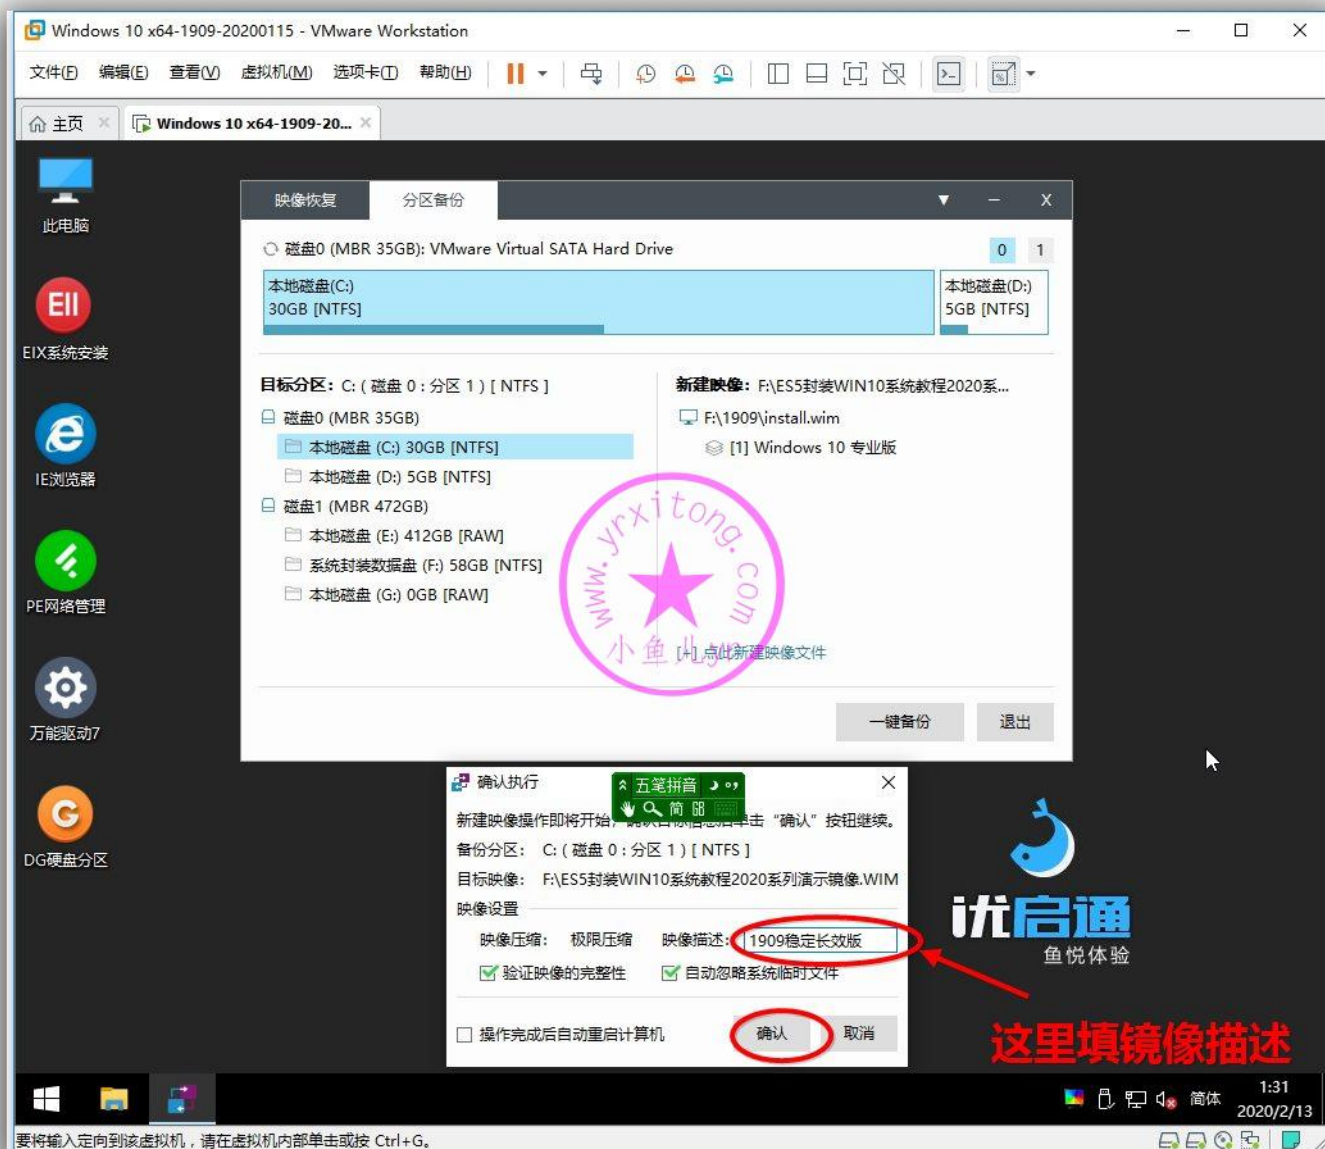 Windows 10 x64-1909-20200115 - VMware Workstation
文件(F) 编辑(E) 查看(V) 虚拟机(M) 选项卡(T) 帮助(H)
主页 Windows 10 x64-1909-20...
此电脑
EII
EIX系统安装
IE浏览器
PE网络管理
万能驱动7
DG硬盘分区
映像恢复 分区备份 X
磁盘0 (MBR 35GB): VMware Virtual SATA Hard Drive 0 1
本地磁盘(C:)
30GB [NTFS]
本地磁盘(D:)
5GB [NTFS]
目标分区：C: ( 磁盘 0 : 分区 1 ) [ NTFS ]
磁盘0 (MBR 35GB)
本地磁盘 (C:) 30GB [NTFS]
本地磁盘 (D:) 5GB [NTFS]
磁盘1 (MBR 472GB)
本地磁盘 (E:) 412GB [RAW]
系统封装数据盘 (F:) 58GB [NTFS]
本地磁盘 (G:) 0GB [RAW]
新建映像：F:\ES5封装WIN10系统教程2020系...
F:\1909\install.wim
[1] Windows 10 专业版
[+] 点此新建映像文件
www.yrxitong.com
小鱼儿yr
一键备份 退出
确认执行
五笔拼音
简
新建映像操作即将开始，确认目标信息后单击“确认”按钮继续。
备份分区： C: ( 磁盘 0 : 分区 1 ) [ NTFS ]
目标映像： F:\ES5封装WIN10系统教程2020系列演示镜像.WIM
映像设置
映像压缩： 极限压缩 映像描述： 1909稳定长效版
验证映像的完整性 自动忽略系统临时文件
操作完成后自动重启计算机 确认 取消
优启通
鱼悦体验
这里填镜像描述
简体
1:31
2020/2/13
要将输入定向到该虚拟机，请在虚拟机内部单击或按 Ctrl+G。